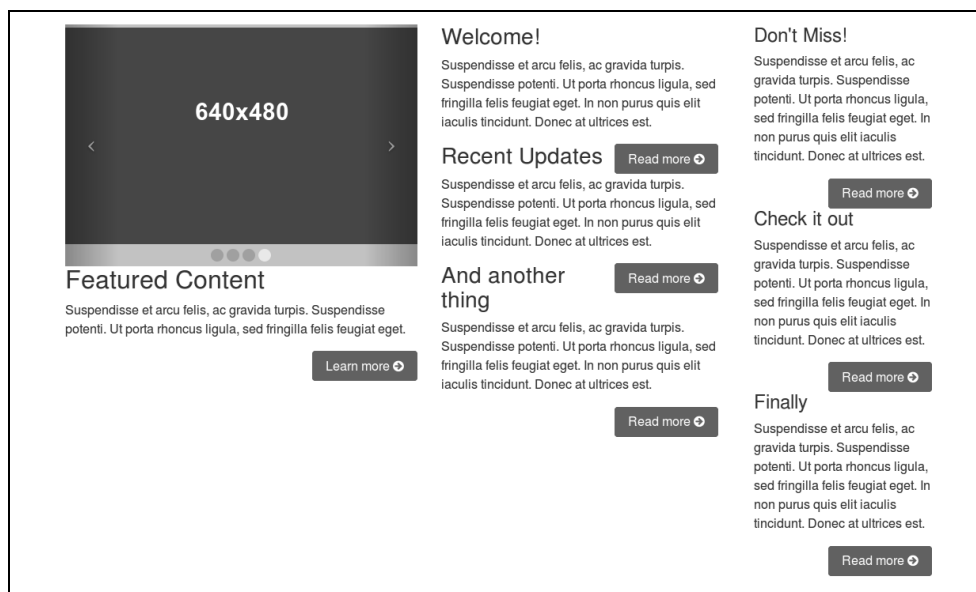 640x480
Featured Content
Suspendisse et arcu felis, ac gravida turpis. Suspendisse
potenti. Ut porta rhoncus ligula, sed fringilla felis feugiat eget.
Learn more
Welcome!
Suspendisse et arcu felis, ac gravida turpis.
Suspendisse potenti. Ut porta rhoncus ligula, sed
fringilla felis feugiat eget. In non purus quis elit
iaculis tincidunt. Donec at ultrices est.
Read more
Recent Updates
Suspendisse et arcu felis, ac gravida turpis.
Suspendisse potenti. Ut porta rhoncus ligula, sed
fringilla felis feugiat eget. In non purus quis elit
iaculis tincidunt. Donec at ultrices est.
Read more
And another
thing
Suspendisse et arcu felis, ac gravida turpis.
Suspendisse potenti. Ut porta rhoncus ligula, sed
fringilla felis feugiat eget. In non purus quis elit
iaculis tincidunt. Donec at ultrices est.
Read more
Don't Miss!
Suspendisse et arcu felis, ac
gravida turpis. Suspendisse
potenti. Ut porta rhoncus ligula,
sed fringilla felis feugiat eget. In
non purus quis elit iaculis
tincidunt. Donec at ultrices est.
Read more
Check it out
Suspendisse et arcu felis, ac
gravida turpis. Suspendisse
potenti. Ut porta rhoncus ligula,
sed fringilla felis feugiat eget. In
non purus quis elit iaculis
tincidunt. Donec at ultrices est.
Read more
Finally
Suspendisse et arcu felis, ac
gravida turpis. Suspendisse
potenti. Ut porta rhoncus ligula,
sed fringilla felis feugiat eget. In
non purus quis elit iaculis
tincidunt. Donec at ultrices est.
Read more